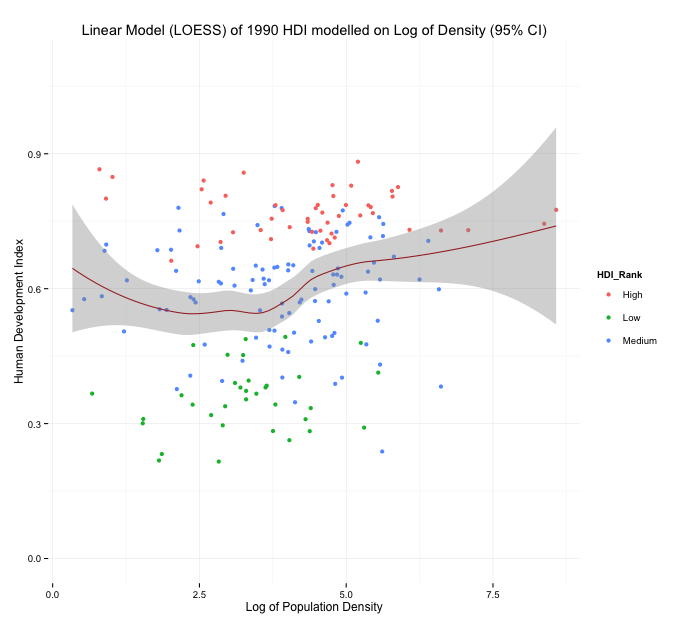 Linear Model (LOESS) of 1990 HDI modelled on Log of Density (95% CI)
Human Development Index
0.9
0.6
0.3
0.0
0.0 2.5 5.0 7.5
Log of Population Density
HDI_Rank
High
Low
Medium